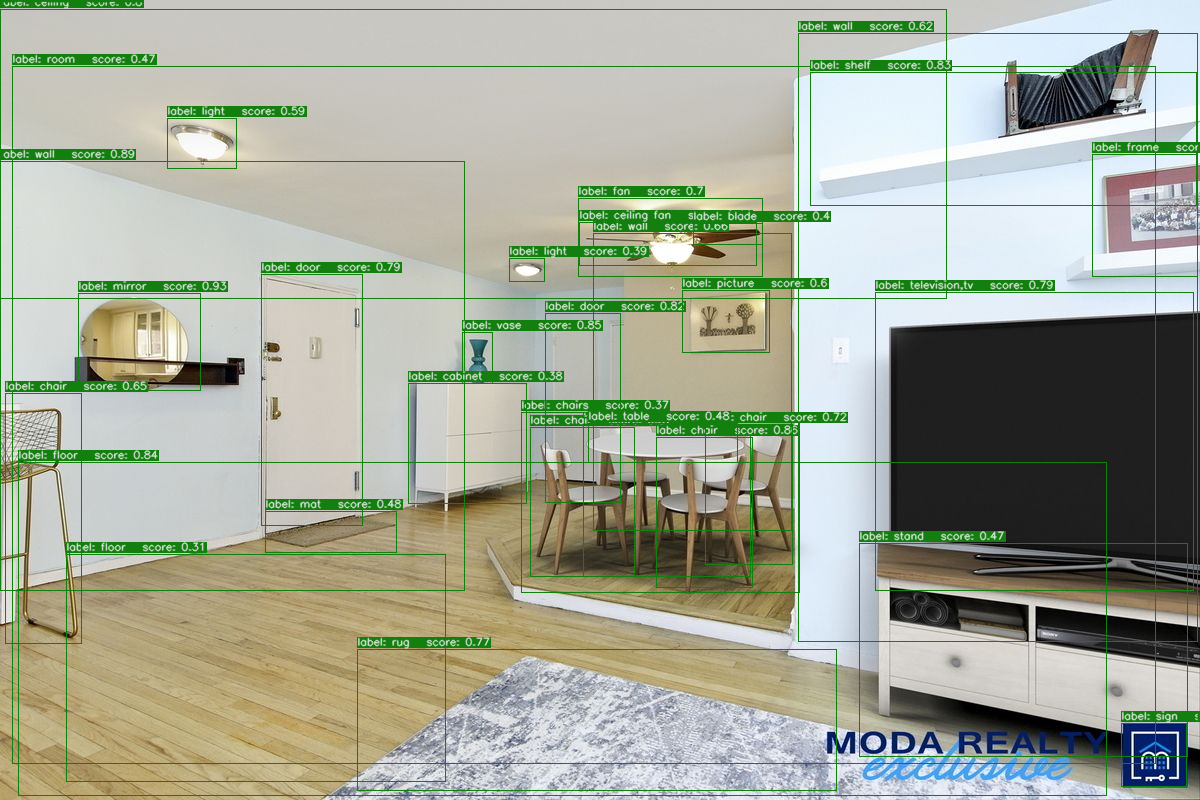 label: ceiling score: 0.8
label: wall score: 0.62
label: room score: 0.47
label: shelf score: 0.83
label: light score: 0.59
label: wall score: 0.89
label: frame scor
label: fan score: 0.7
label: ceiling fan s
label: blade score: 0.4
label: wall score: 0.66
label: light score: 0.39
label: door score: 0.79
label: mirror score: 0.93
label: picture score: 0.6
label: television,tv score: 0.79
label: door score: 0.82
label: vase score: 0.85
label: cabinet score: 0.38
label: chair score: 0.65
label: chairs score: 0.37
label: table score: 0.48
: chair score: 0.72
label: chai
label: chair score: 0.85
label: floor score: 0.84
label: mat score: 0.48
label: stand score: 0.47
label: floor score: 0.31
SONY
label: rug score: 0.77
label: sign s
MODA REALTY
exclusive
m